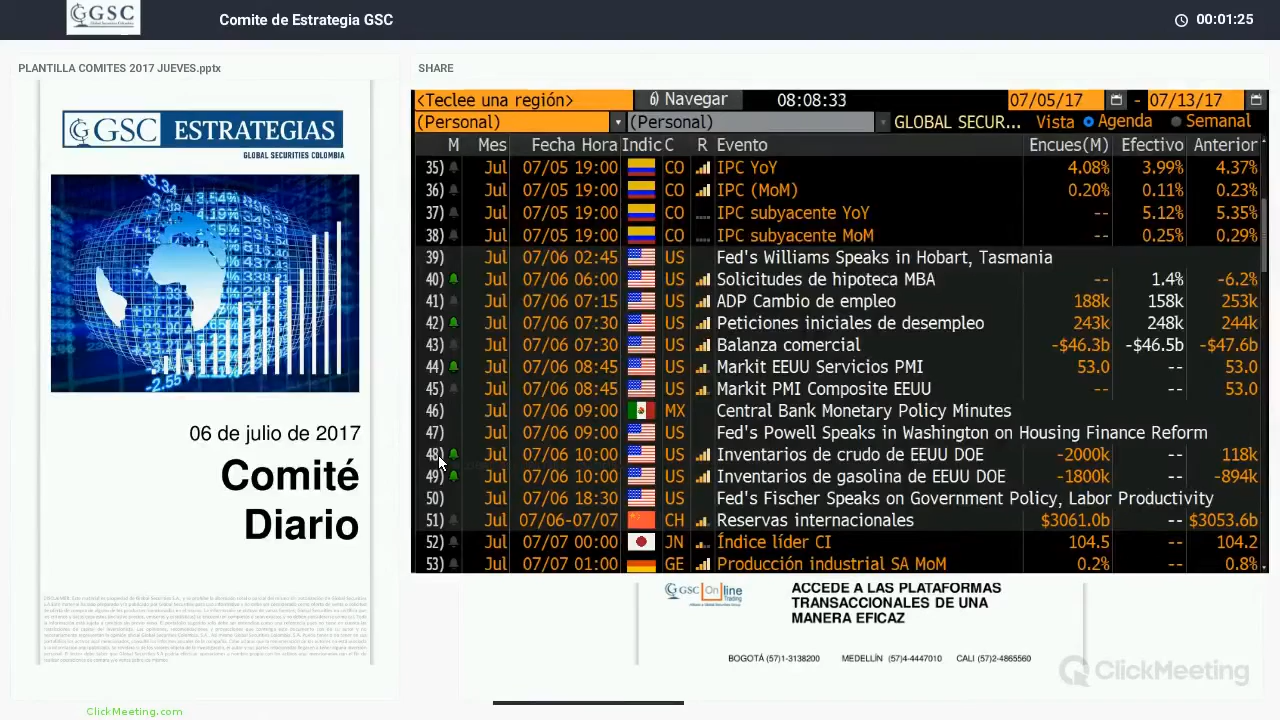 GSC
Comite de Estrategia GSC
00:01:25
PLANTILLA COMITES 2017 JUEVES.pptx
GSC ESTRATEGIAS
GLOBAL SECURITIES COLOMBIA
06 de julio de 2017
Comité
Diario
SHARE
<Teclee una región> Navegar 08:08:33 07/05/17 - 07/13/17
(Personal) (Personal) GLOBAL SECUR... Vista Agenda Semanal
M Mes Fecha Hora Indic C R Evento Encues(M) Efectivo Anterior
35) Jul 07/05 19:00 CO IPC YoY 4.08% 3.99% 4.37%
36) Jul 07/05 19:00 CO IPC (MoM) 0.20% 0.11% 0.23%
37) Jul 07/05 19:00 CO IPC subyacente YoY -- 5.12% 5.35%
38) Jul 07/05 19:00 CO IPC subyacente MoM -- 0.25% 0.29%
39) Jul 07/06 02:45 US Fed's Williams Speaks in Hobart, Tasmania
40) Jul 07/06 06:00 US Solicitudes de hipoteca MBA -- 1.4% -6.2%
41) Jul 07/06 07:15 US ADP Cambio de empleo 188k 158k 253k
42) Jul 07/06 07:30 US Peticiones iniciales de desempleo 243k 248k 244k
43) Jul 07/06 07:30 US Balanza comercial -$46.3b -$46.5b -$47.6b
44) Jul 07/06 08:45 US Markit EEUU Servicios PMI 53.0 -- 53.0
45) Jul 07/06 08:45 US Markit PMI Composite EEUU -- -- 53.0
46) Jul 07/06 09:00 MX Central Bank Monetary Policy Minutes
47) Jul 07/06 09:00 US Fed's Powell Speaks in Washington on Housing Finance Reform
48) Jul 07/06 10:00 US Inventarios de crudo de EEUU DOE -2000k -- 118k
49) Jul 07/06 10:00 US Inventarios de gasolina de EEUU DOE -1800k -- -894k
50) Jul 07/06 18:30 US Fed's Fischer Speaks on Government Policy, Labor Productivity
51) Jul 07/06-07/07 CH Reservas internacionales $3061.0b -- $3053.6b
52) Jul 07/07 00:00 JN Índice líder CI 104.5 -- 104.2
53) Jul 07/07 01:00 GE Producción industrial SA MoM 0.2% -- 0.8%
GSC Online
ACCEDE A LAS PLATAFORMAS
TRANSACCIONALES DE UNA
MANERA EFICAZ
BOGOTÁ (57)1-3138200 MEDELLÍN (57)4-4447010 CALI (57)2-4865560
ClickMeeting
ClickMeeting.com